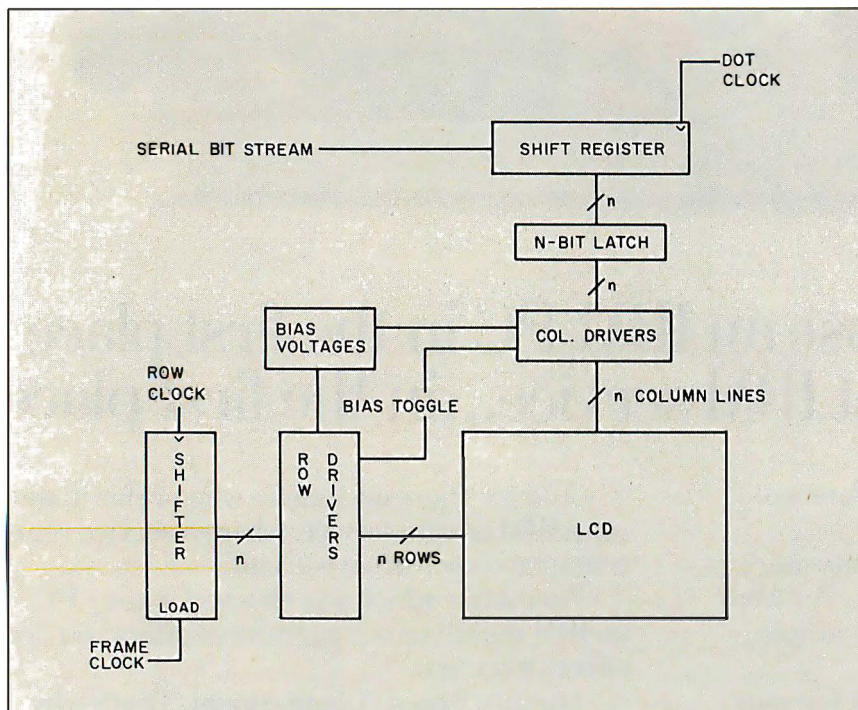 DOT
CLOCK
SERIAL BIT STREAM
SHIFT REGISTER
n
N-BIT LATCH
n
BIAS
VOLTAGES
COL. DRIVERS
ROW
CLOCK
BIAS TOGGLE
n COLUMN LINES
SHIFTER
ROW
DRIVERS
LCD
n
n ROWS
LOAD
FRAME
CLOCK